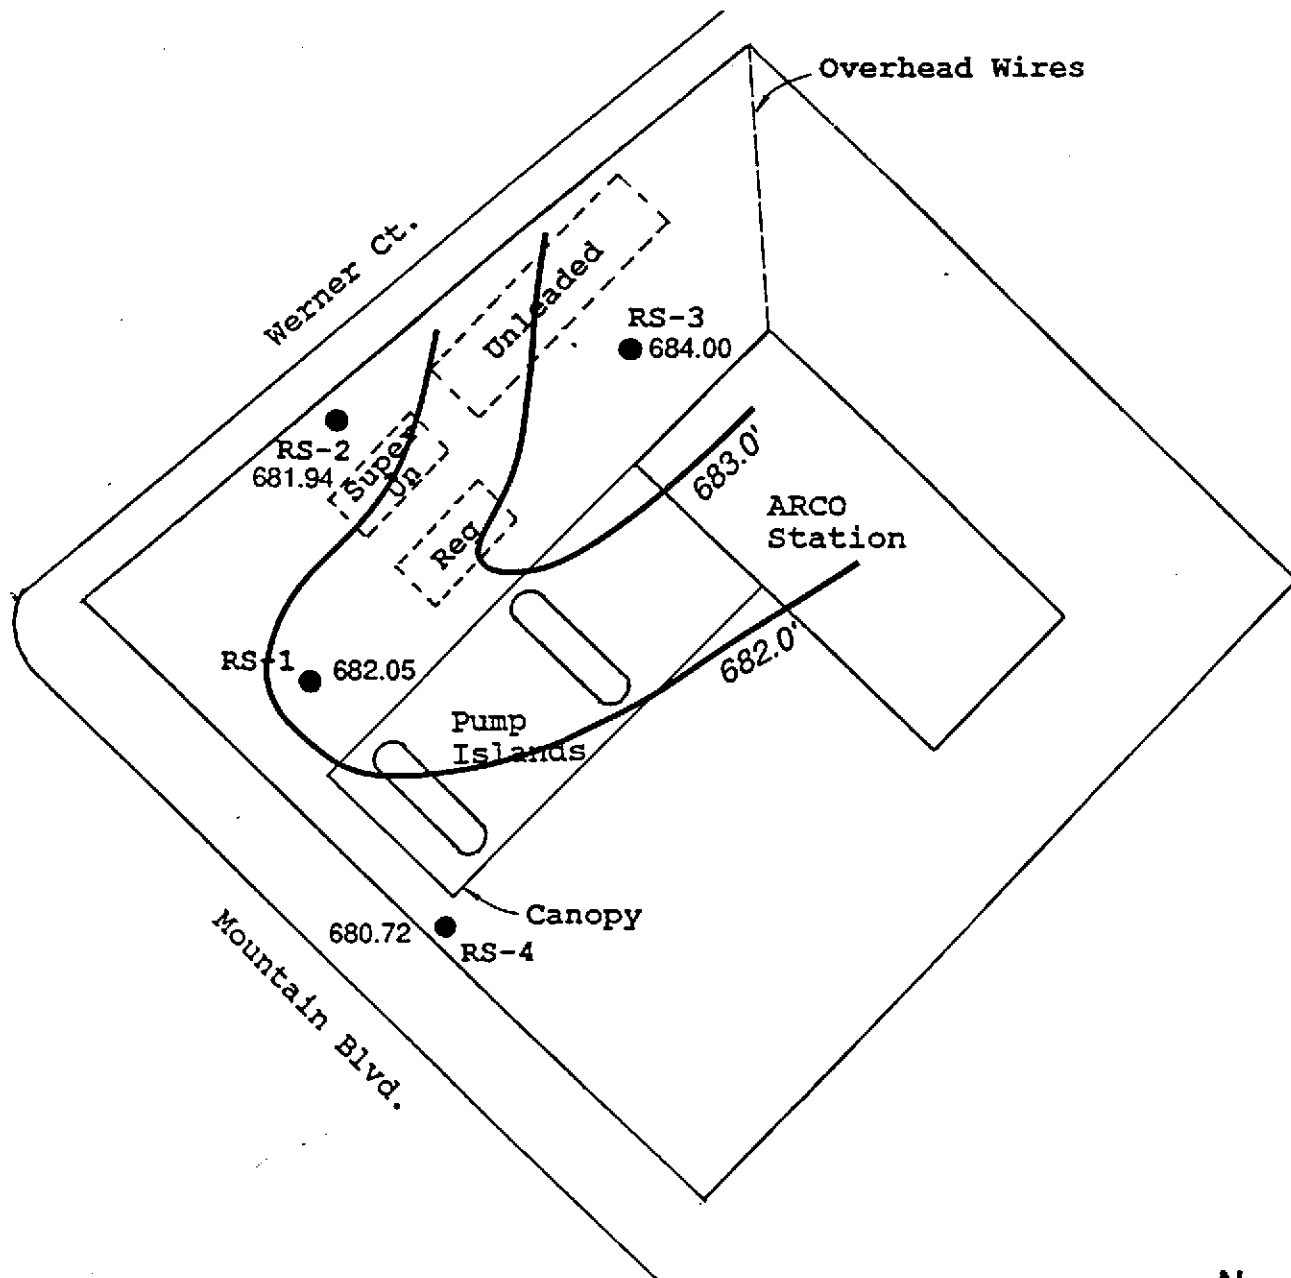 Overhead Wires
Werner Ct.
Unleaded
RS-3
684.00
RS-2
681.94
Super
Un
Reg
683.0'
ARCO
Station
RS-1
682.05
682.0'
Pump
Islands
Canopy
680.72
RS-4
Mountain Blvd.
N